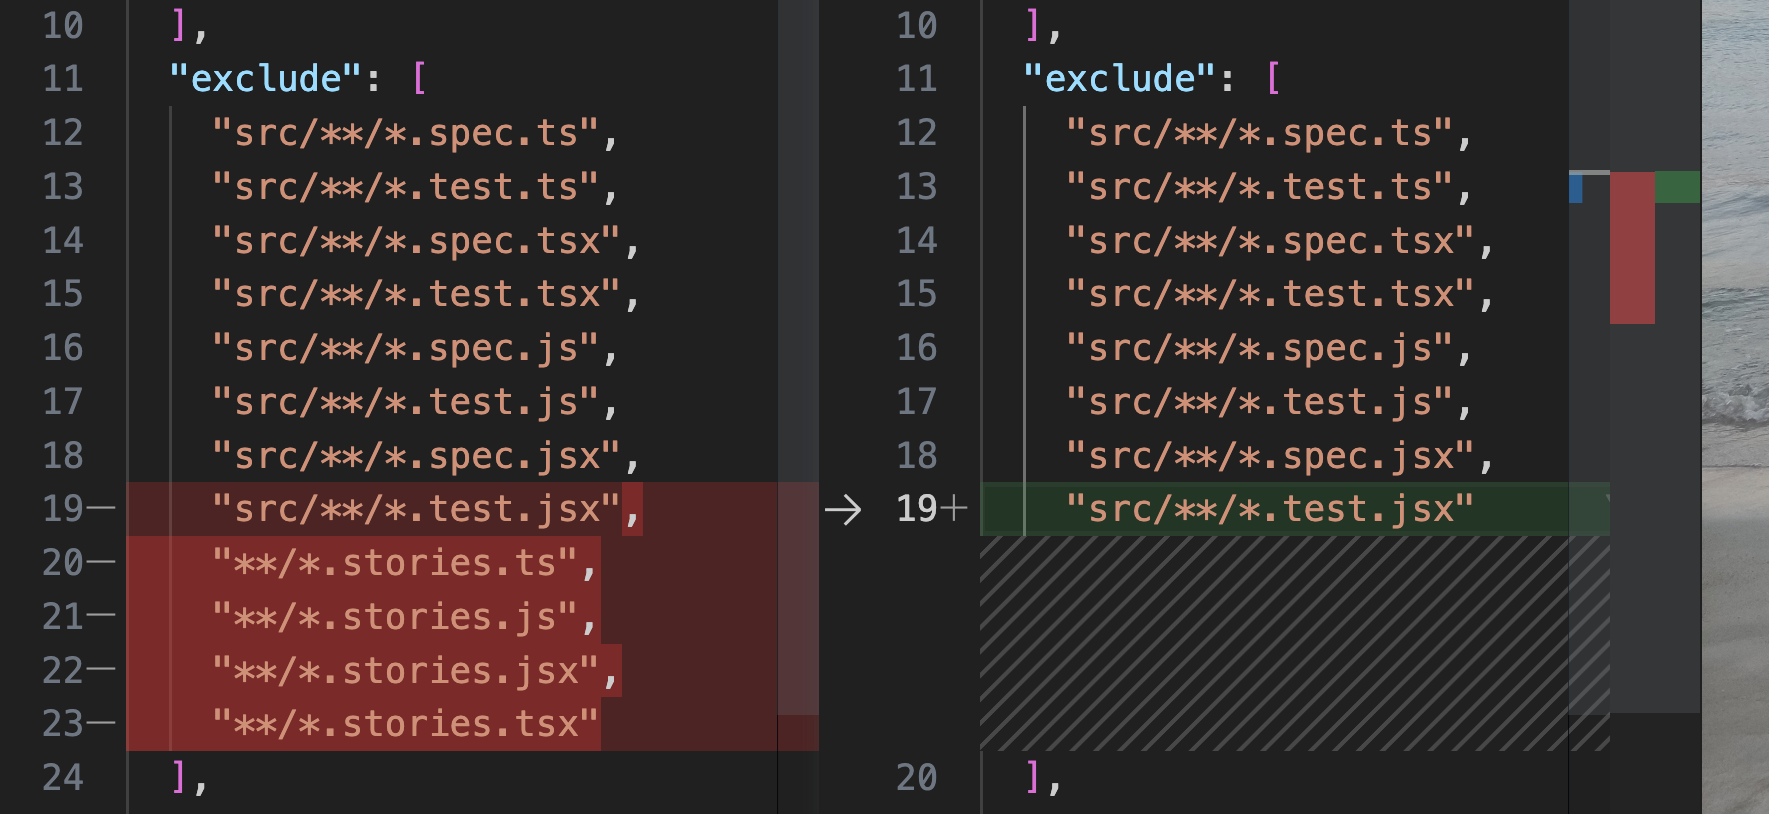 10 ],
11 "exclude": [
12 "src/**/*.spec.ts",
13 "src/**/*.test.ts",
14 "src/**/*.spec.tsx",
15 "src/**/*.test.tsx",
16 "src/**/*.spec.js",
17 "src/**/*.test.js",
18 "src/**/*.spec.jsx",
19— "src/**/*.test.jsx",
20— "**/*.stories.ts",
21— "**/*.stories.js",
22— "**/*.stories.jsx",
23— "**/*.stories.tsx"
24 ],
10 ],
11 "exclude": [
12 "src/**/*.spec.ts",
13 "src/**/*.test.ts",
14 "src/**/*.spec.tsx",
15 "src/**/*.test.tsx",
16 "src/**/*.spec.js",
17 "src/**/*.test.js",
18 "src/**/*.spec.jsx",
→ 19+ "src/**/*.test.jsx"
20 ],